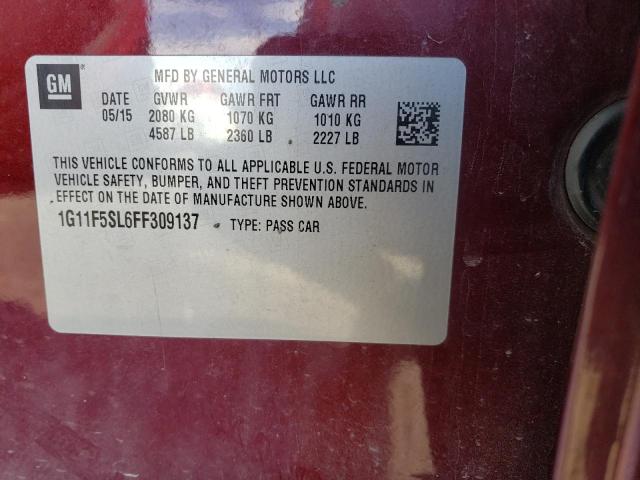 GM ® MFD BY GENERAL MOTORS LLC
DATE GVWR GAWR FRT GAWR RR
05/15 2080 KG 1070 KG 1010 KG
4587 LB 2360 LB 2227 LB
THIS VEHICLE CONFORMS TO ALL APPLICABLE U.S. FEDERAL MOTOR
VEHICLE SAFETY, BUMPER, AND THEFT PREVENTION STANDARDS IN
EFFECT ON THE DATE OF MANUFACTURE SHOWN ABOVE.
1G11F5SL6FF309137 TYPE: PASS CAR